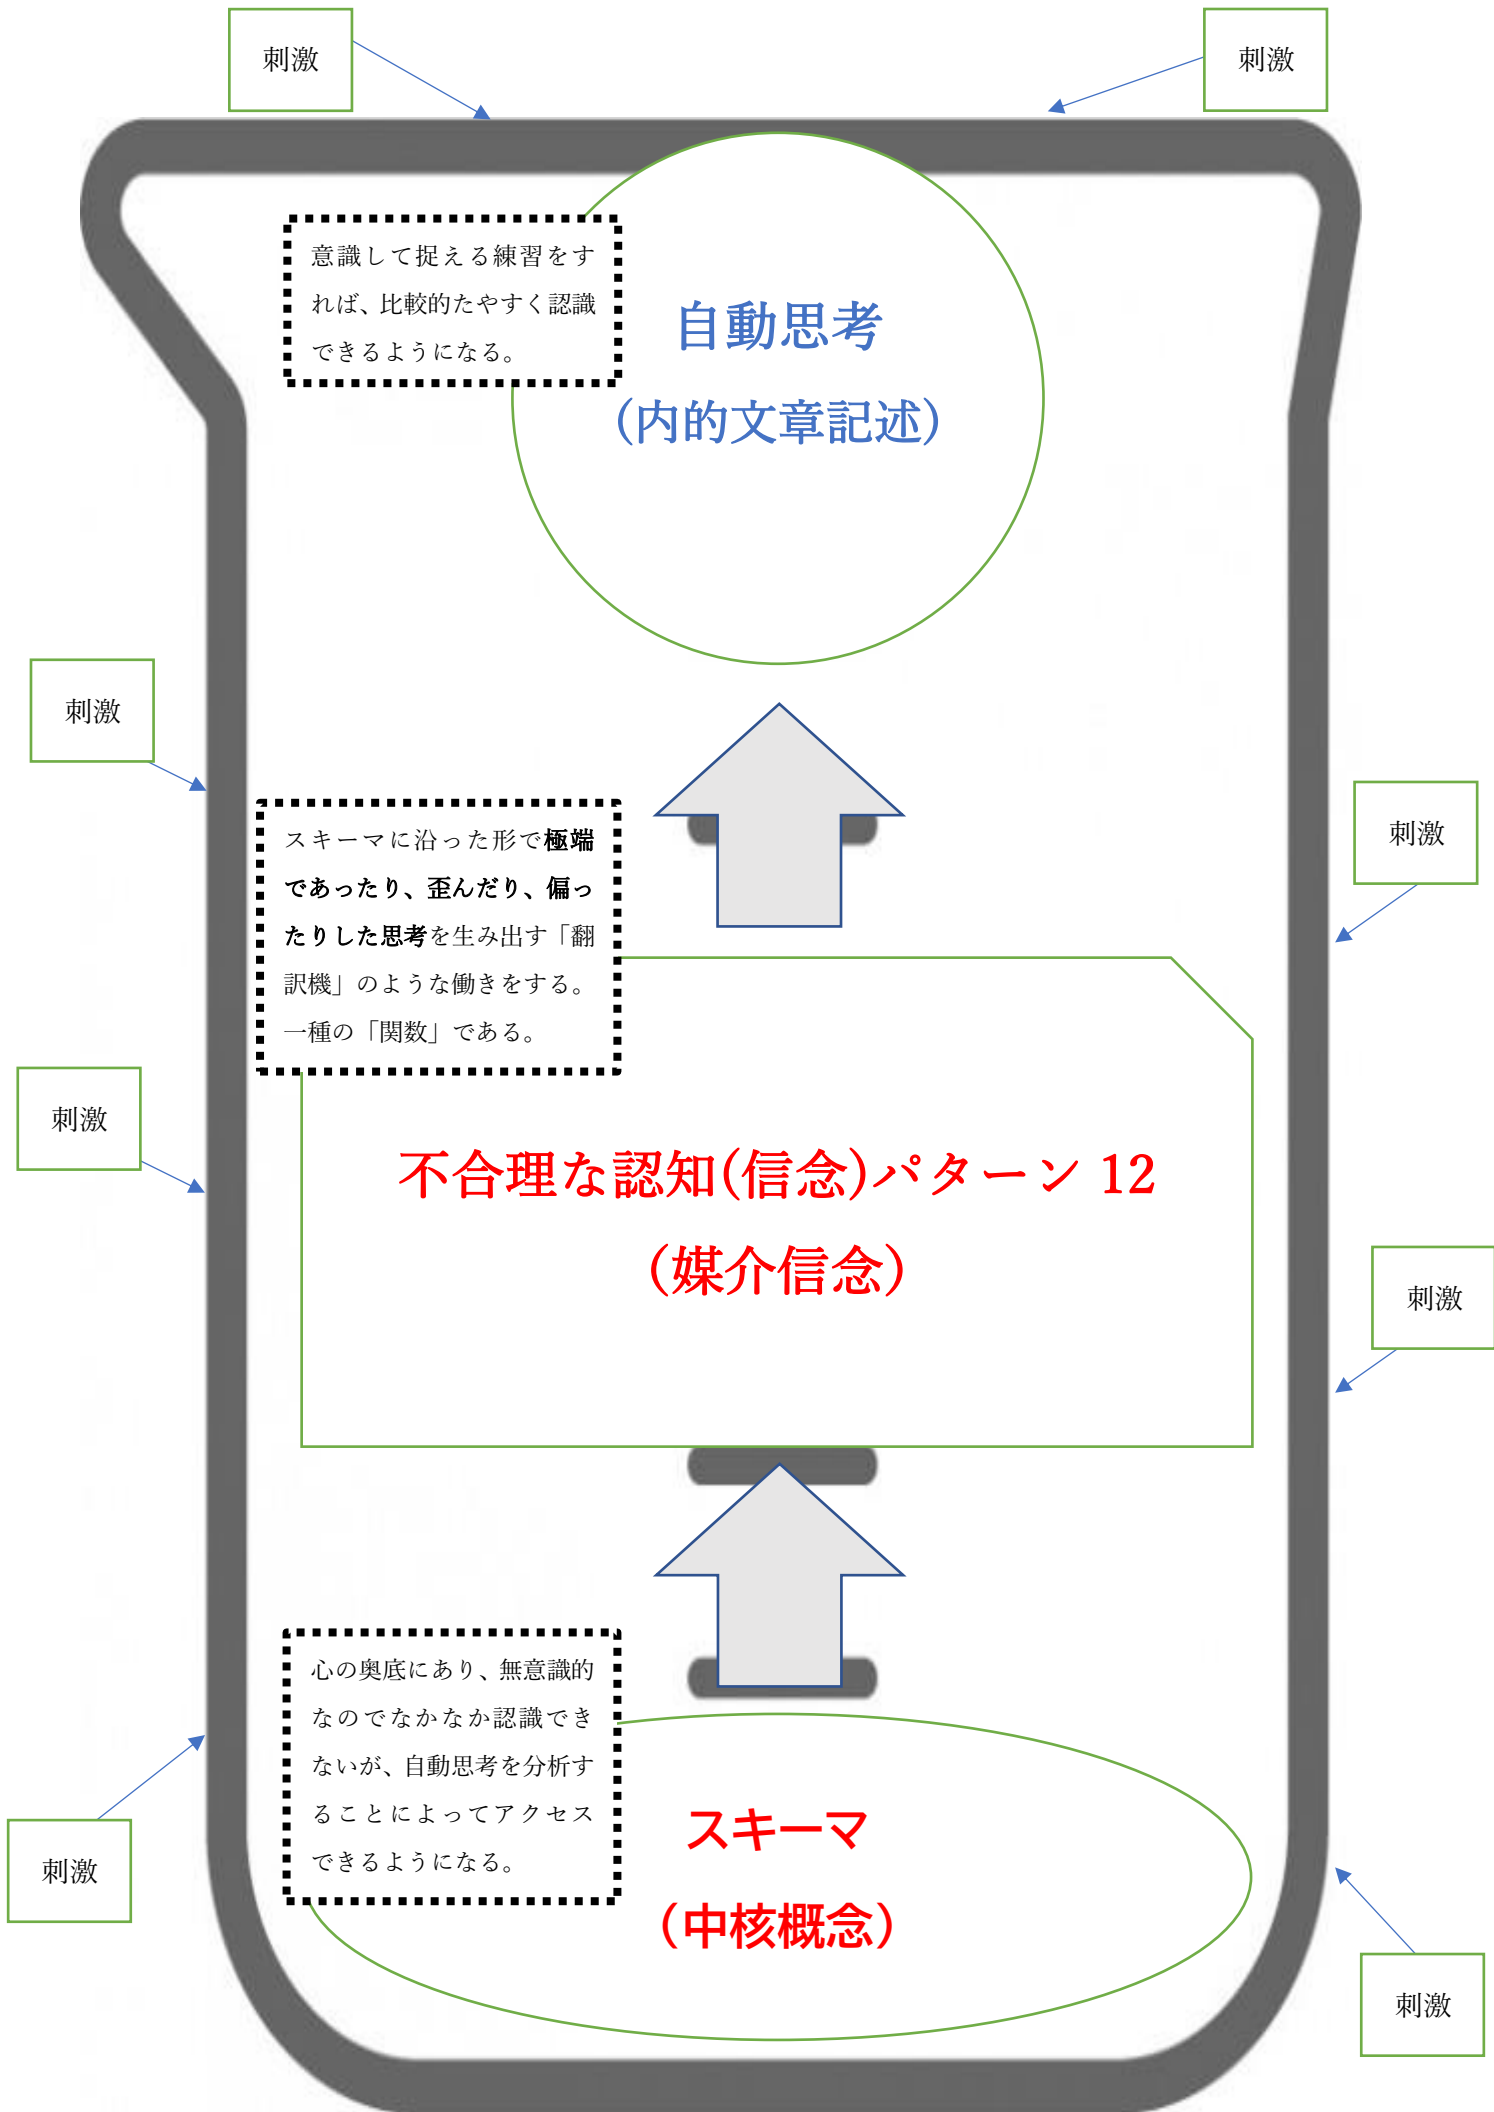 刺激
刺激
意識して捉える練習をす
れば、比較的たやすく認識
できるようになる。
自動思考
（内的文章記述）
刺激
刺激
スキーマに沿った形で極端
であったり、歪んだり、偏っ
たりした思考を生み出す「翻
訳機」のような働きをする。
一種の「関数」である。
刺激
不合理な認知(信念)パターン 12
（媒介信念）
刺激
心の奥底にあり、無意識的
なのでなかなか認識でき
ないが、自動思考を分析す
ることによってアクセス
できるようになる。
スキーマ
（中核概念）
刺激
刺激